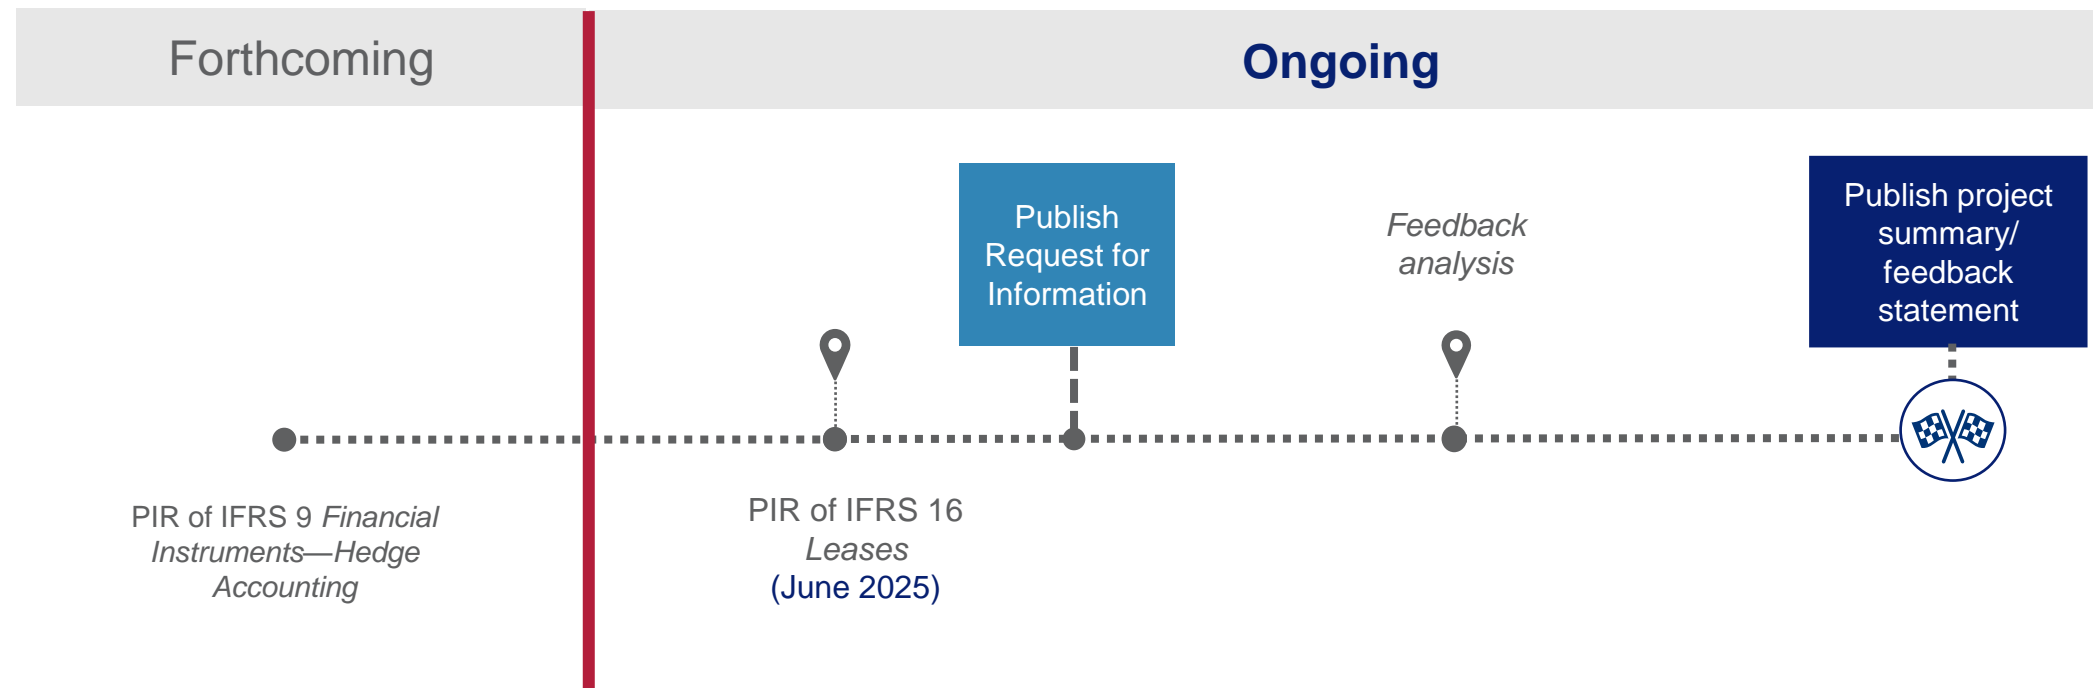 Forthcoming
Ongoing
Publish
Request for
Information
Feedback
analysis
Publish project
summary/
feedback
statement
PIR of IFRS 9 Financial
Instruments—Hedge
Accounting
PIR of IFRS 16
Leases
(June 2025)